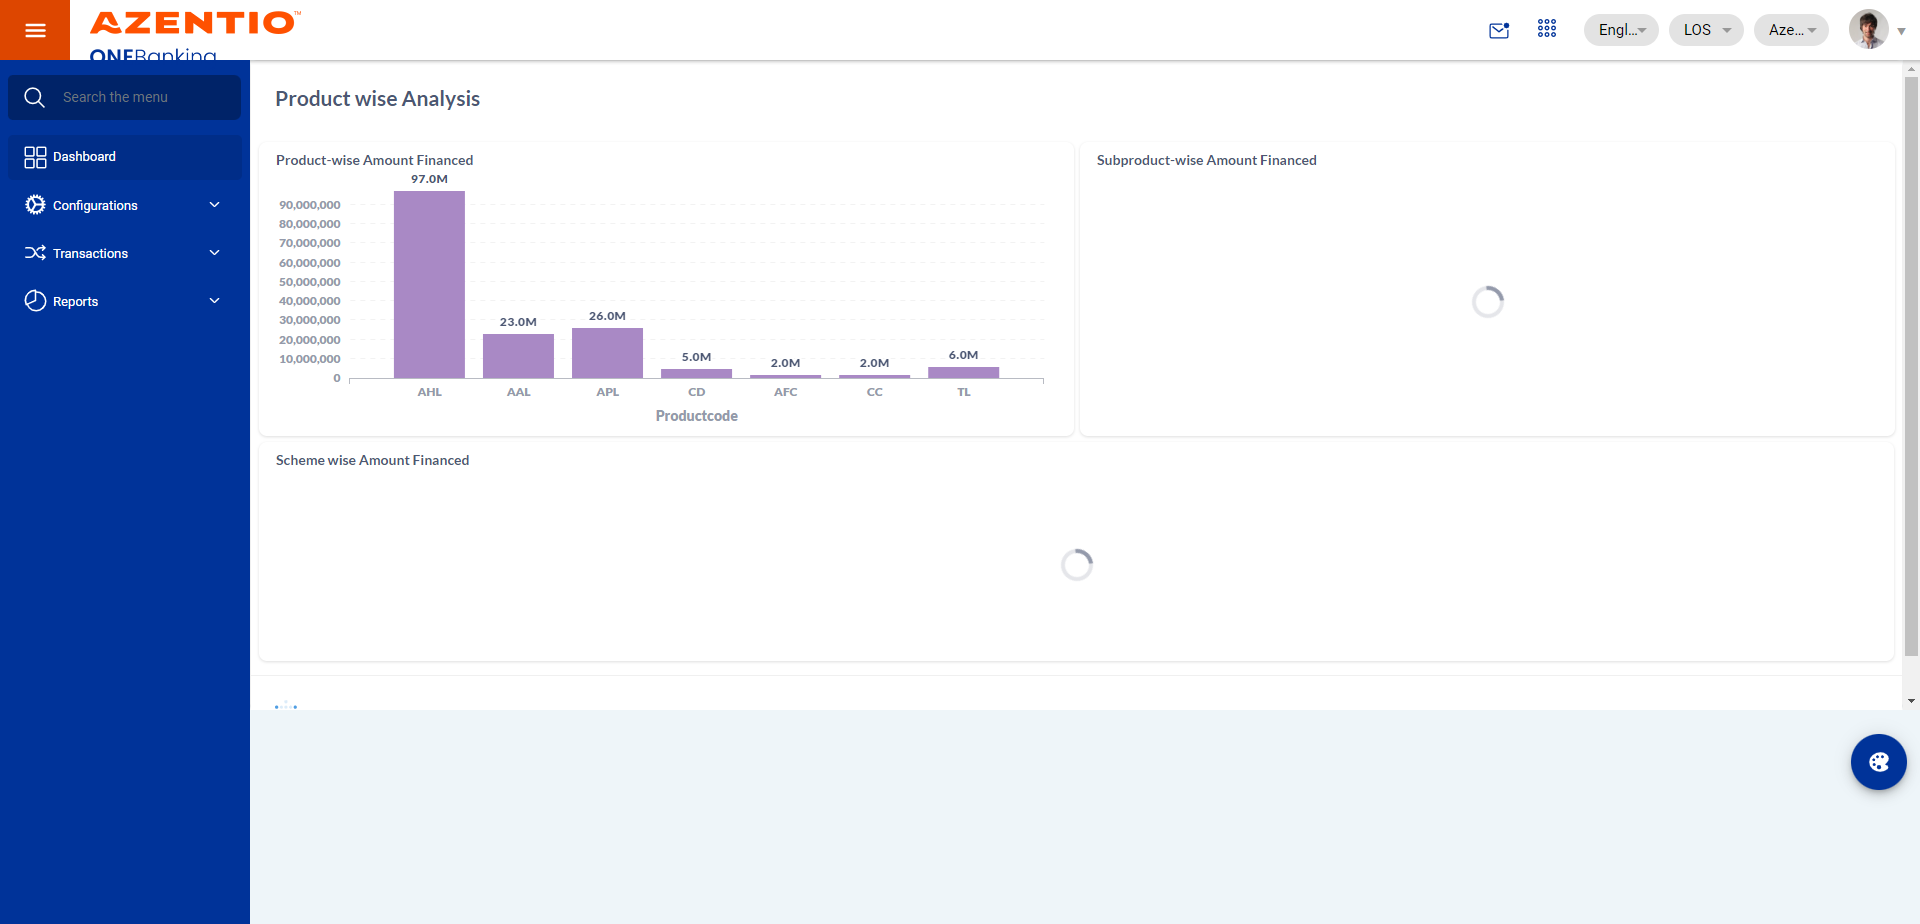 AZENTIO™
ONEBanking
Engl...
LOS
Aze...
Search the menu
Dashboard
Configurations
Transactions
Reports
Product wise Analysis
Product-wise Amount Financed
97.0M
90,000,000
80,000,000
70,000,000
60,000,000
50,000,000
40,000,000
30,000,000
20,000,000
10,000,000
0
23.0M
26.0M
5.0M
2.0M
2.0M
6.0M
AHL
AAL
APL
CD
AFC
CC
TL
Productcode
Subproduct-wise Amount Financed
Scheme wise Amount Financed